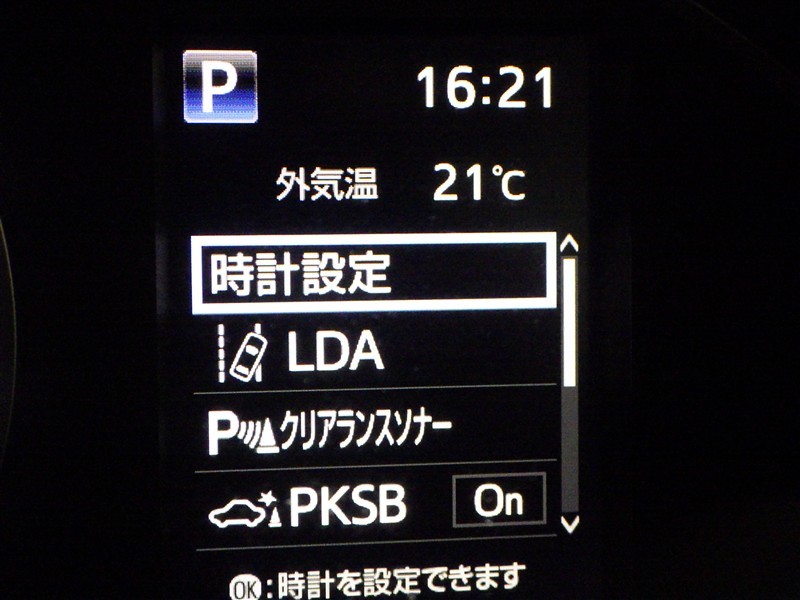 P 16:21
外気温 21℃
時計設定
LDA
Pクリアランスソナー
PKSB On
OK:時計を設定できます